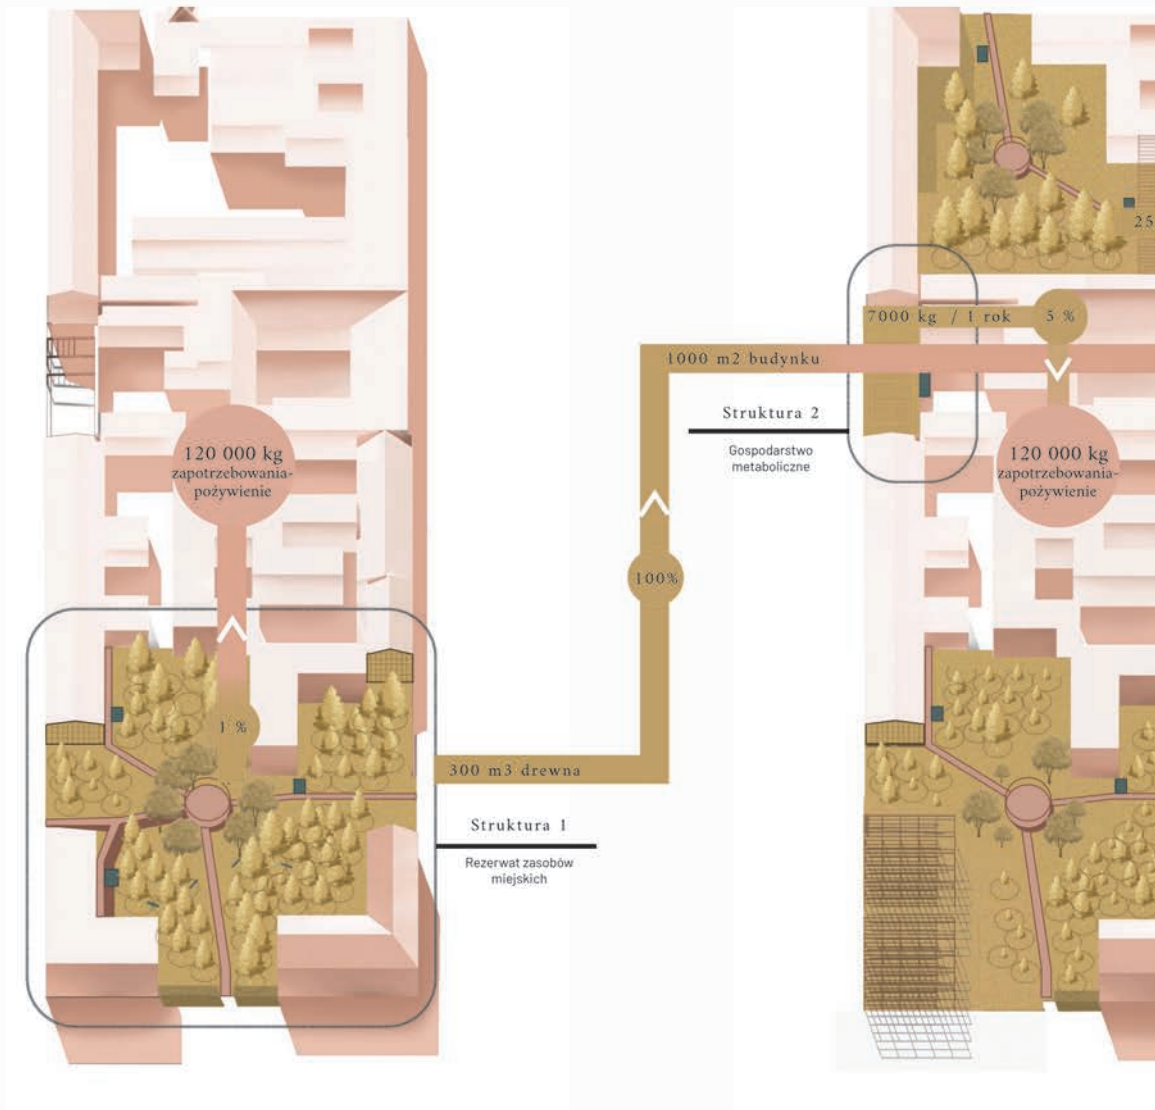 120 000 kg
zapotrzebowania-
pożywienie
1 %
300 m3 drewna
Struktura 1
Rezerwat zasobów
miejskich
100%
1000 m2 budynku
Struktura 2
Gospodarstwo
metaboliczne
7000 kg / 1 rok
5 %
120 000 kg
zapotrzebowania-
pożywienie
25